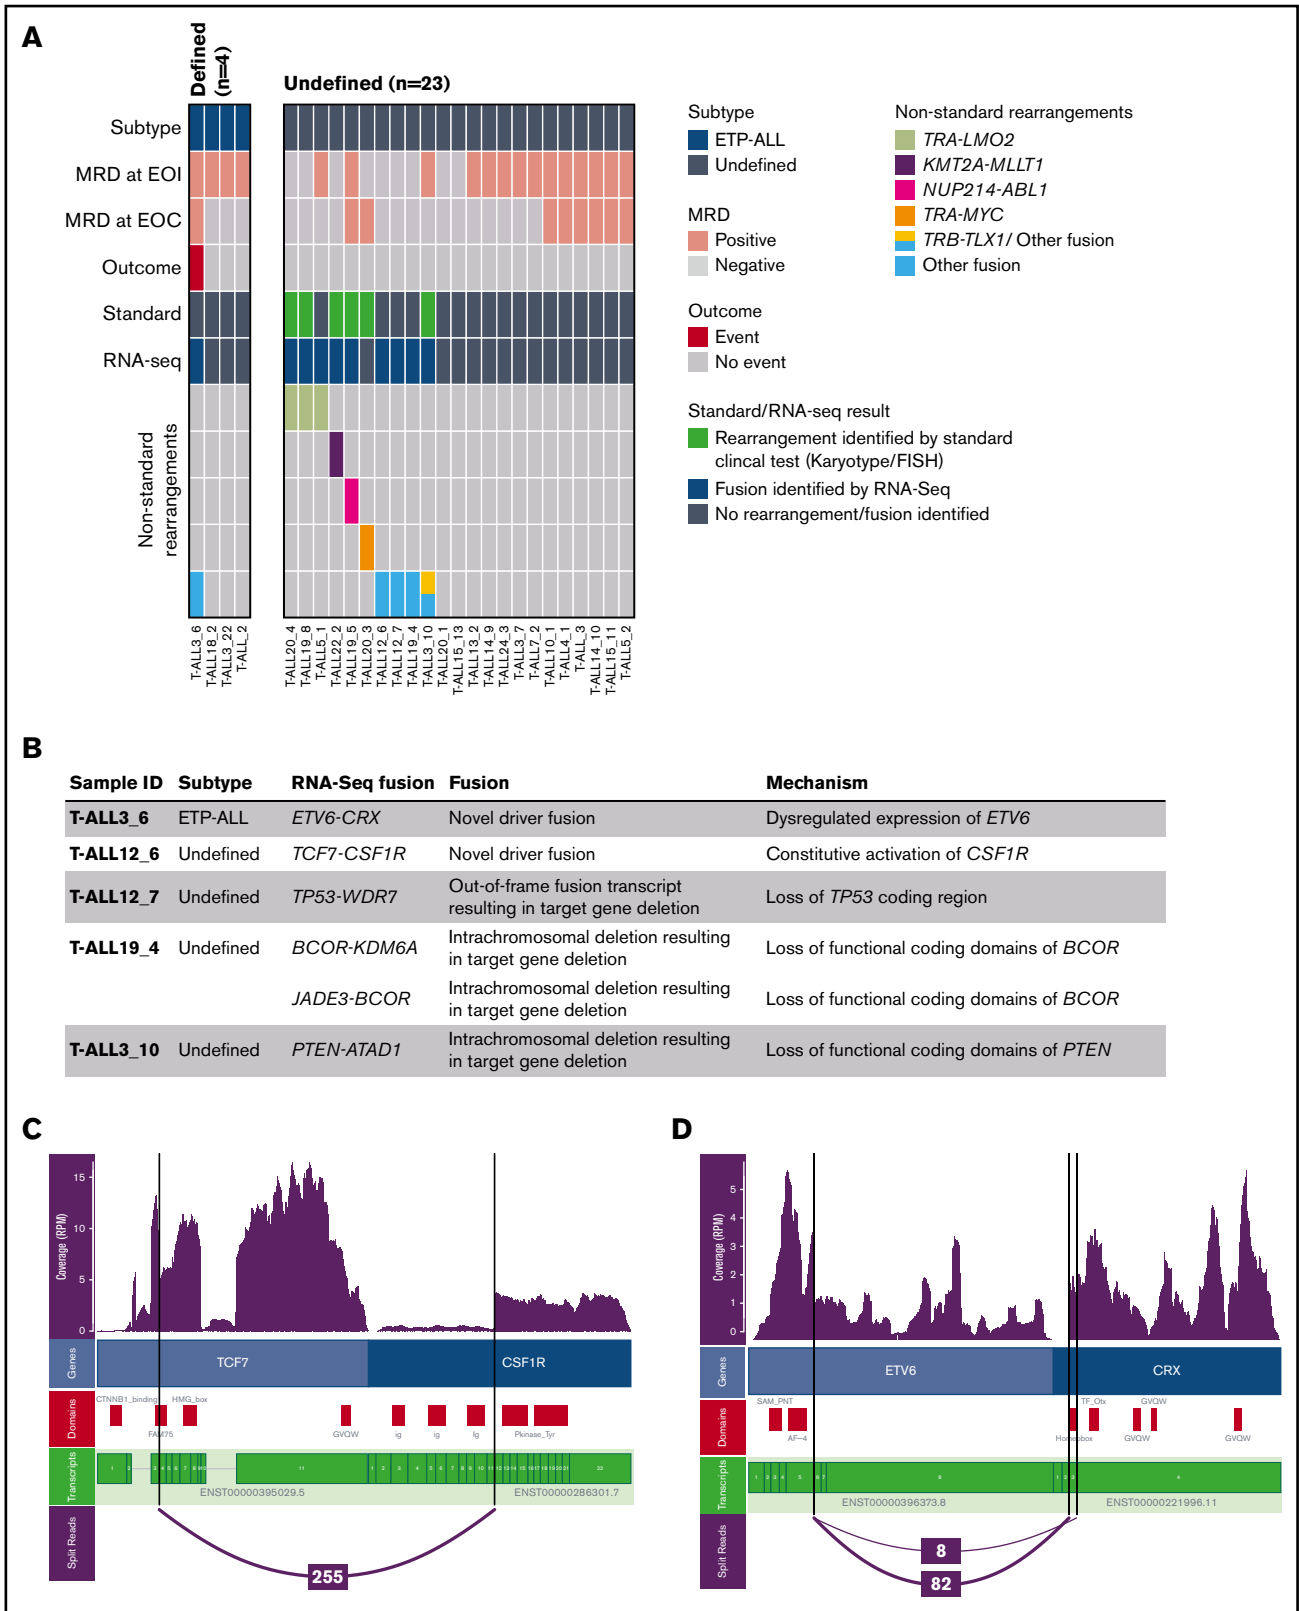 A
Defined
(n=4)
Undefined (n=23)
Subtype
MRD at EOI
MRD at EOC
Outcome
Standard
RNA-seq
Non-standard
rearrangements
T-ALL3_6
T-ALL18_2
T-ALL3_22
T-ALL_2
T-ALL20_4
T-ALL19_8
T-ALL5_1
T-ALL22_2
T-ALL19_5
T-ALL20_3
T-ALL12_6
T-ALL12_7
T-ALL19_4
T-ALL3_10
T-ALL20_1
T-ALL15_13
T-ALL13_2
T-ALL14_9
T-ALL24_3
T-ALL3_7
T-ALL7_2
T-ALL10_1
T-ALL4_1
T-ALL_3
T-ALL14_10
T-ALL15_11
T-ALL5_2
Subtype
ETP-ALL
Undefined
MRD
Positive
Negative
Outcome
Event
No event
Standard/RNA-seq result
Rearrangement identified by standard
clincal test (Karyotype/FISH)
Fusion identified by RNA-Seq
No rearrangement/fusion identified
Non-standard rearrangements
TRA-LMO2
KMT2A-MLLT1
NUP214-ABL1
TRA-MYC
TRB-TLX1/ Other fusion
Other fusion
B
Sample ID Subtype RNA-Seq fusion Fusion Mechanism
T-ALL3_6 ETP-ALL ETV6-CRX Novel driver fusion Dysregulated expression of ETV6
T-ALL12_6 Undefined TCF7-CSF1R Novel driver fusion Constitutive activation of CSF1R
T-ALL12_7 Undefined TP53-WDR7 Out-of-frame fusion transcript
resulting in target gene deletion Loss of TP53 coding region
T-ALL19_4 Undefined BCOR-KDM6A Intrachromosomal deletion resulting
in target gene deletion Loss of functional coding domains of BCOR
JADE3-BCOR Intrachromosomal deletion resulting
in target gene deletion Loss of functional coding domains of BCOR
T-ALL3_10 Undefined PTEN-ATAD1 Intrachromosomal deletion resulting
in target gene deletion Loss of functional coding domains of PTEN
C
Coverage (RPM)
15
10
5
0
Genes
TCF7 CSF1R
Domains
CTNNB1_binding HMG_box
FAM75 GVQW ig ig Ig Pkinase_Tyr
Transcripts
ENST00000395029.5 ENST00000286301.7
Split Reads
255
D
Coverage (RPM)
5
4
3
2
1
0
Genes
ETV6 CRX
Domains
SAM_PNT TF_Otx GVQW
AF-4 Homeobox GVQW GVQW
Transcripts
ENST00000396373.8 ENST00000221996.11
Split Reads
8
82